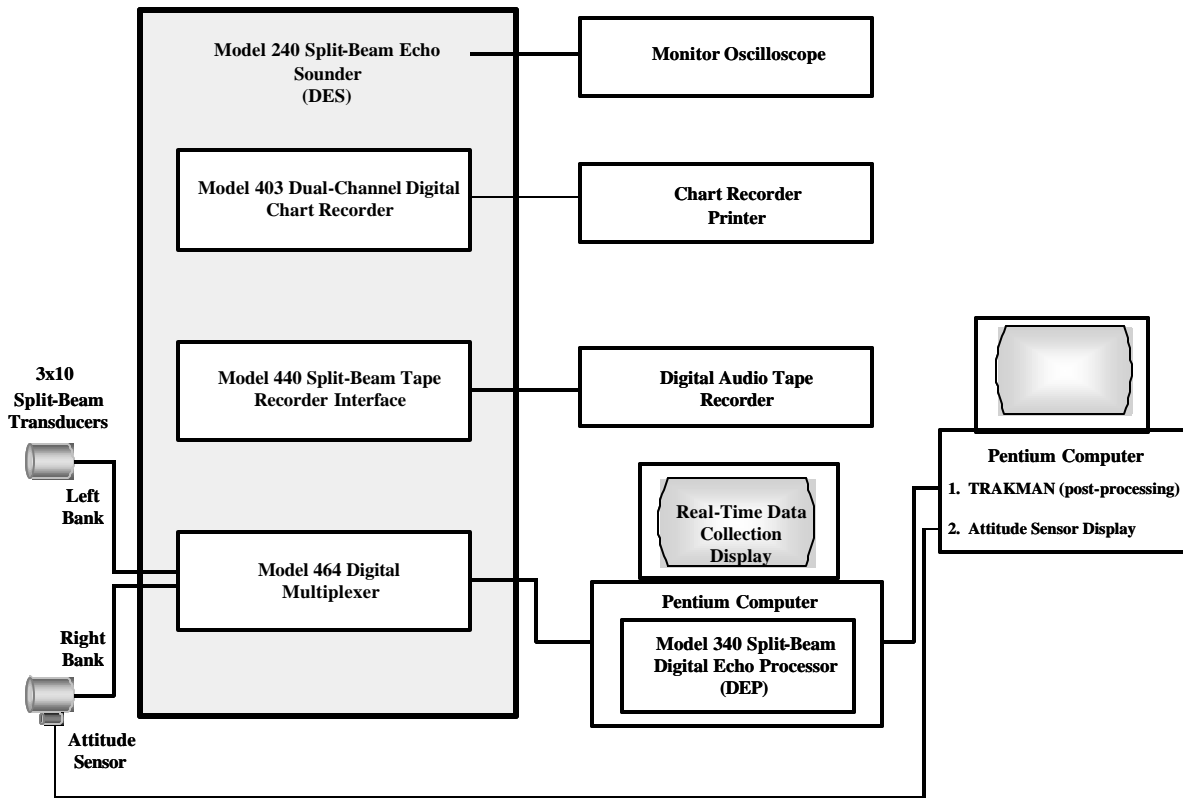 Model 240 Split-Beam Echo
Sounder
(DES)
Monitor Oscilloscope
Model 403 Dual-Channel Digital
Chart Recorder
Chart Recorder
Printer
Model 440 Split-Beam Tape
Recorder Interface
Digital Audio Tape
Recorder
3x10
Split-Beam
Transducers
Left
Bank
Right
Bank
Attitude
Sensor
Model 464 Digital
Multiplexer
Real-Time Data
Collection
Display
Pentium Computer
Model 340 Split-Beam
Digital Echo Processor
(DEP)
Pentium Computer
1. TRAKMAN (post-processing)
2. Attitude Sensor Display